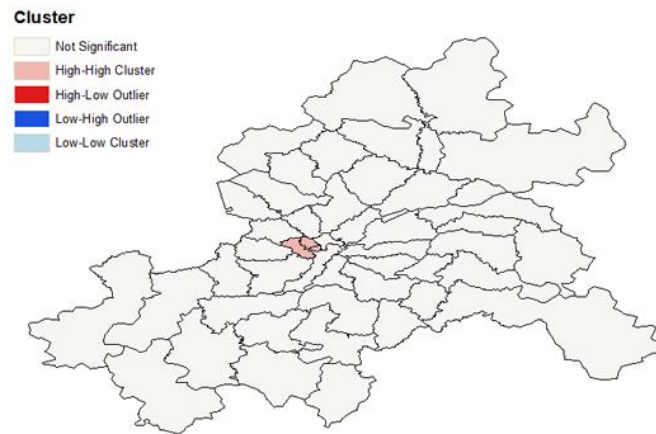 Cluster
Not Significant
High-High Cluster
High-Low Outlier
Low-High Outlier
Low-Low Cluster